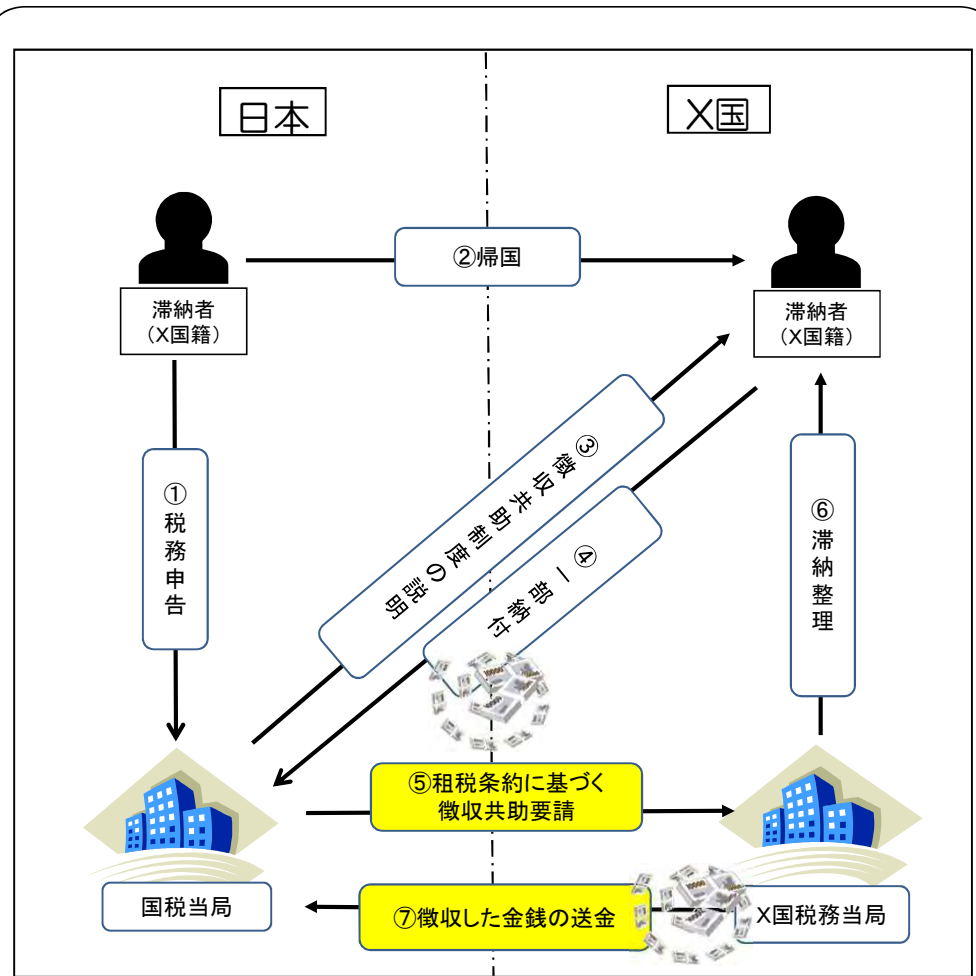 日本
X国
②帰国
滞納者
（X国籍）
滞納者
（X国籍）
①税務申告
③徴収共助制度の説明
④一部納付
⑥滞納整理
⑤租税条約に基づく
徴収共助要請
国税当局
⑦徴収した金銭の送金
X国税務当局